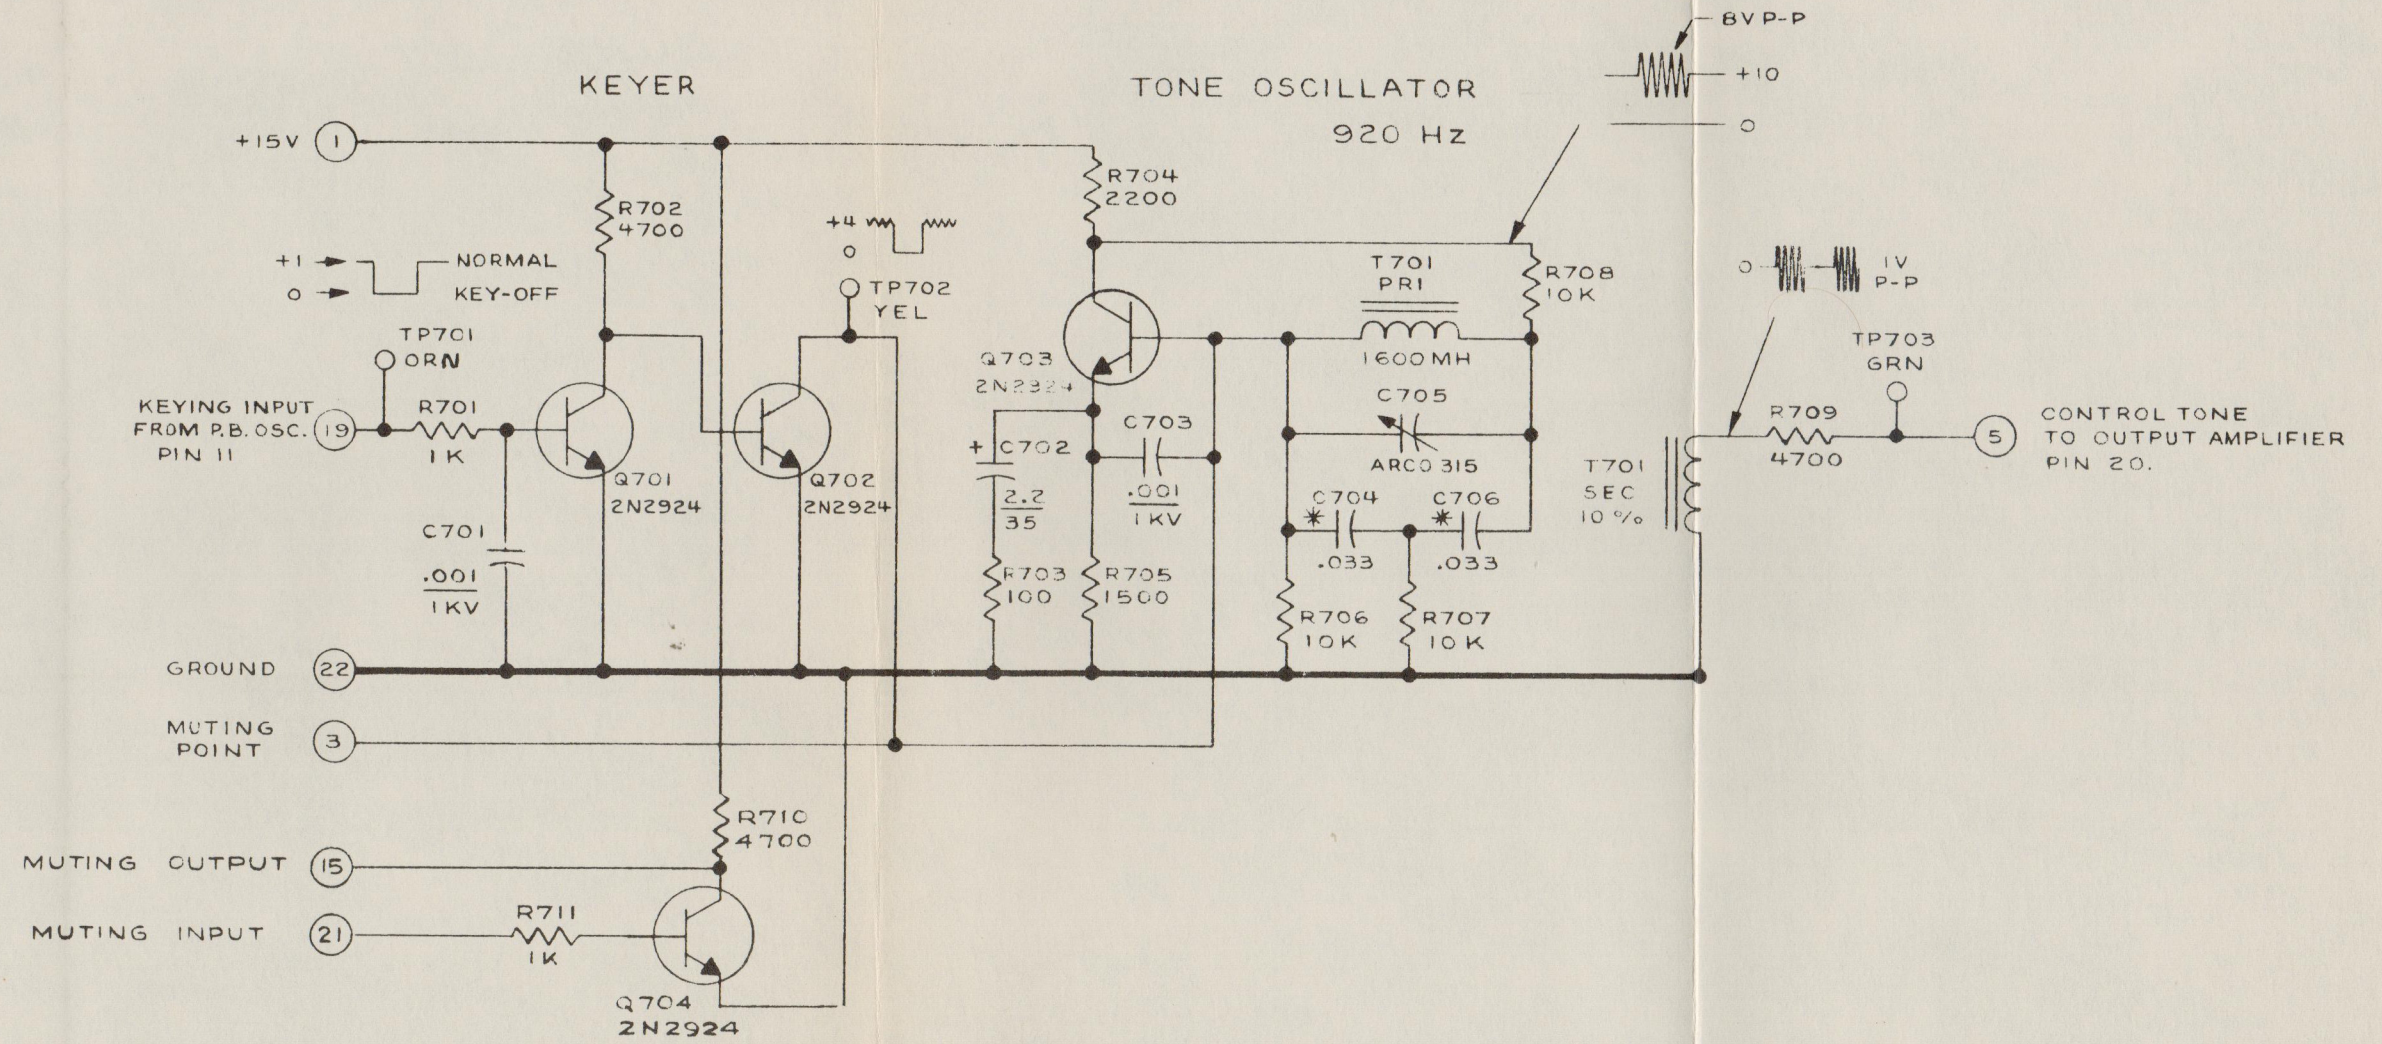 8V P-P
+10
0
KEYER
TONE OSCILLATOR
920 Hz
+15V 1
R702
4700
R704
2200
+4
0
TP702
YEL
+1 NORMAL
0 KEY-OFF
TP701
ORN
KEYING INPUT
FROM P.B. OSC.
PIN 11
19
R701
1K
Q701
2N2924
Q702
2N2924
C701
.001
1KV
Q703
2N2924
+ C702
2.2
35
C703
.001
1KV
R703
100
R705
1500
T701
PRI
1600MH
R708
10K
C705
ARCO 315
C704
* .033
C706
* .033
R706
10K
R707
10K
T701
SEC
10%
0
1V
P-P
TP703
GRN
R709
4700
5
CONTROL TONE
TO OUTPUT AMPLIFIER
PIN 20.
GROUND 22
MUTING
POINT
3
R710
4700
MUTING OUTPUT 15
MUTING INPUT 21
R711
1K
Q704
2N2924